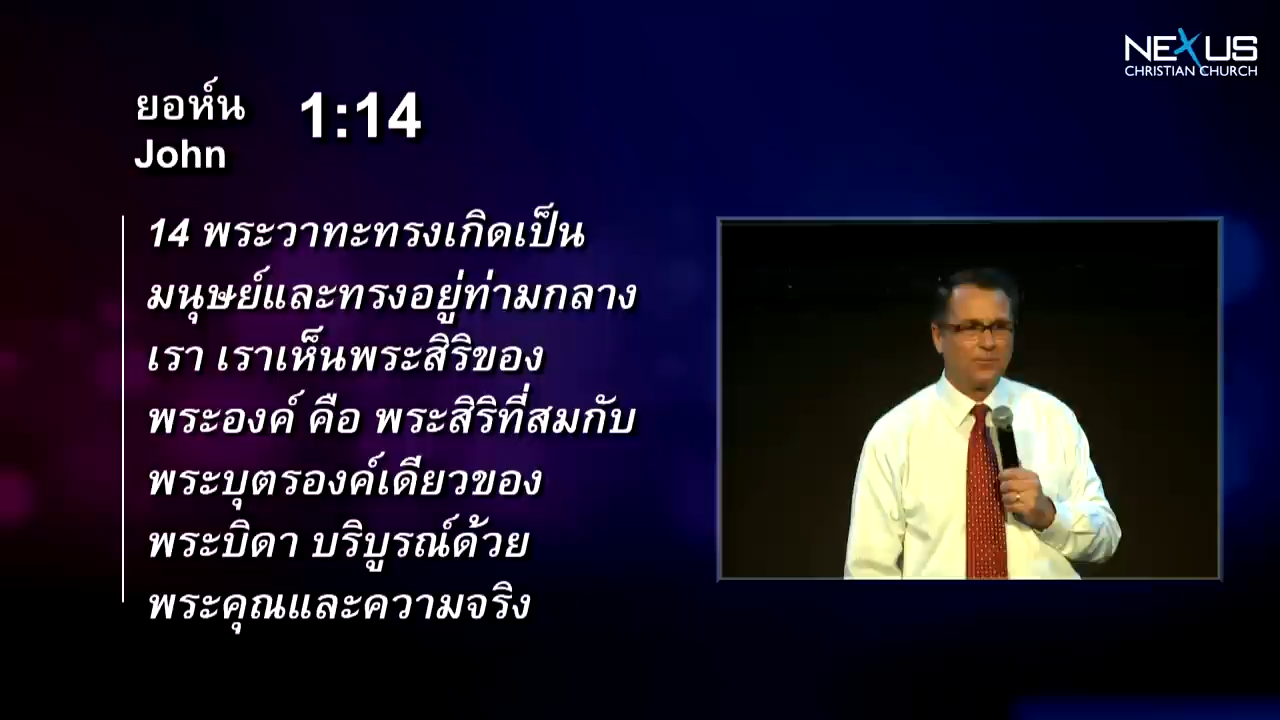 NEXUS
CHRISTIAN CHURCH
ยอห์น 1:14
John
14 พระวาทะทรงเกิดเป็น
มนุษย์และทรงอยู่ท่ามกลาง
เรา เราเห็นพระสิริของ
พระองค์ คือ พระสิริที่สมกับ
พระบุตรองค์เดียวของ
พระบิดา บริบูรณ์ด้วย
พระคุณและความจริง